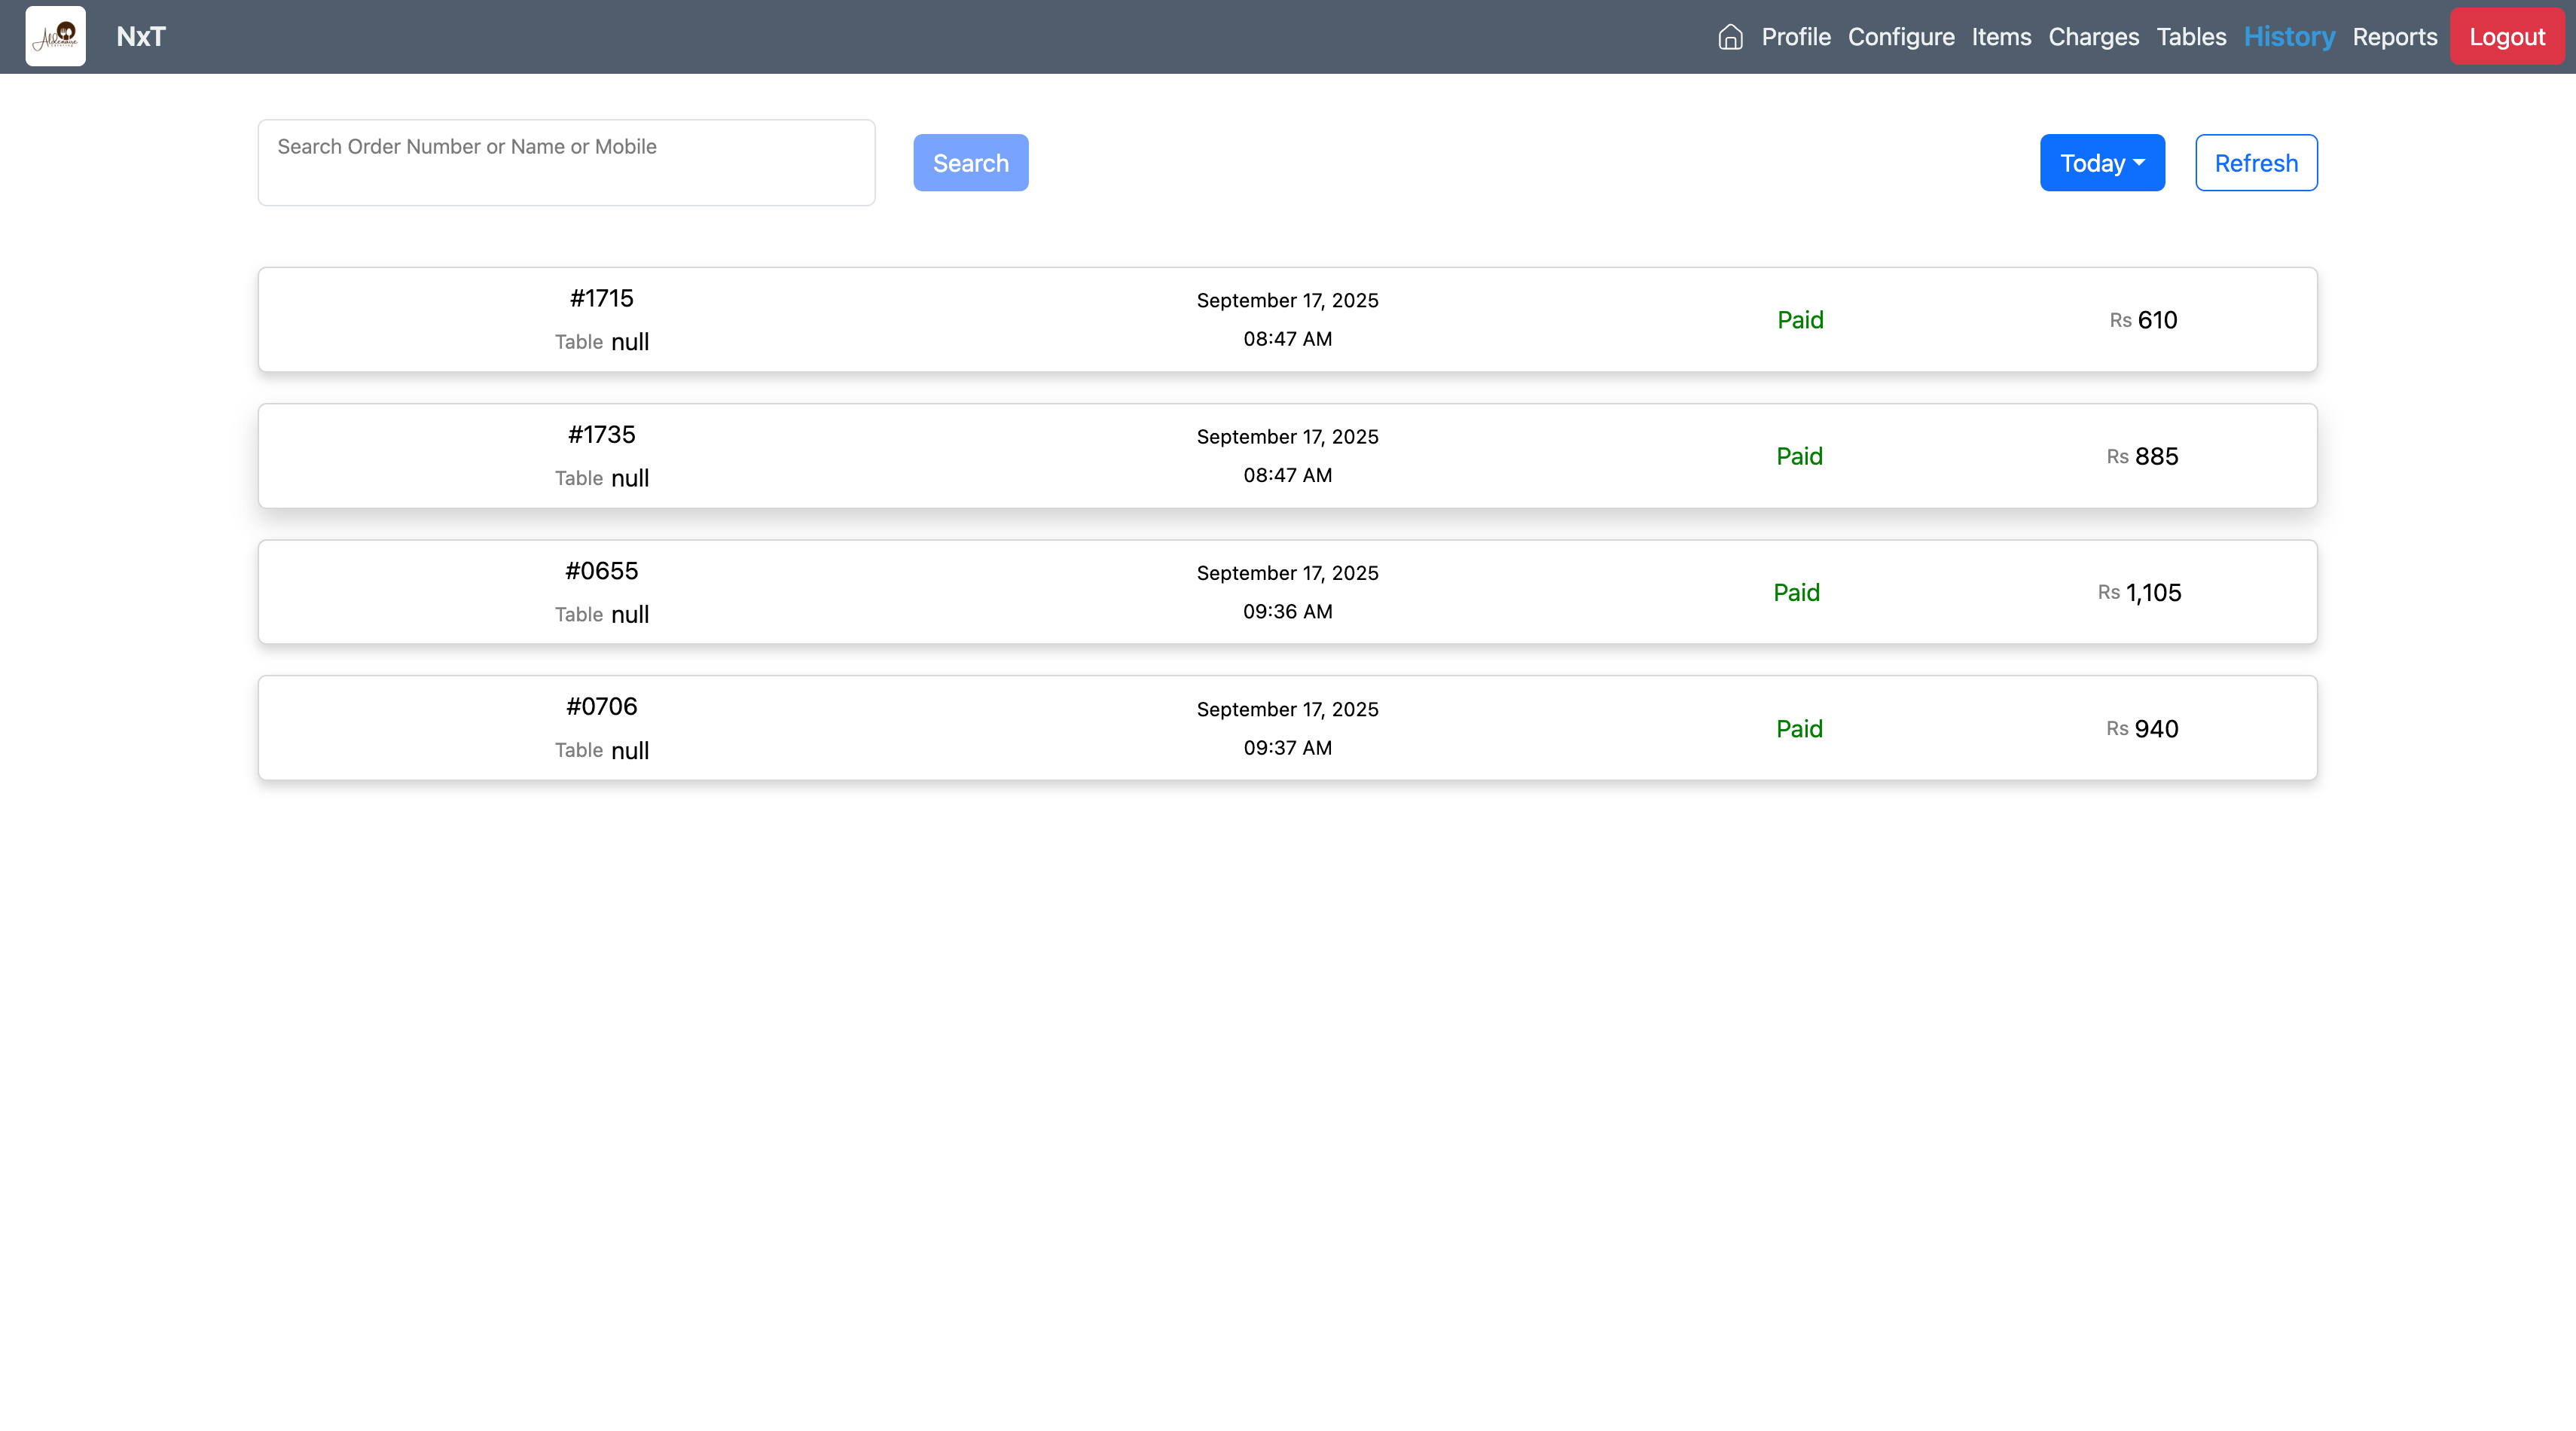 NxT
Profile Configure Items Charges Tables History Reports Logout
Search Order Number or Name or Mobile
Search
Today
Refresh
#1715
Table null
September 17, 2025
08:47 AM
Paid
Rs 610
#1735
Table null
September 17, 2025
08:47 AM
Paid
Rs 885
#0655
Table null
September 17, 2025
09:36 AM
Paid
Rs 1,105
#0706
Table null
September 17, 2025
09:37 AM
Paid
Rs 940